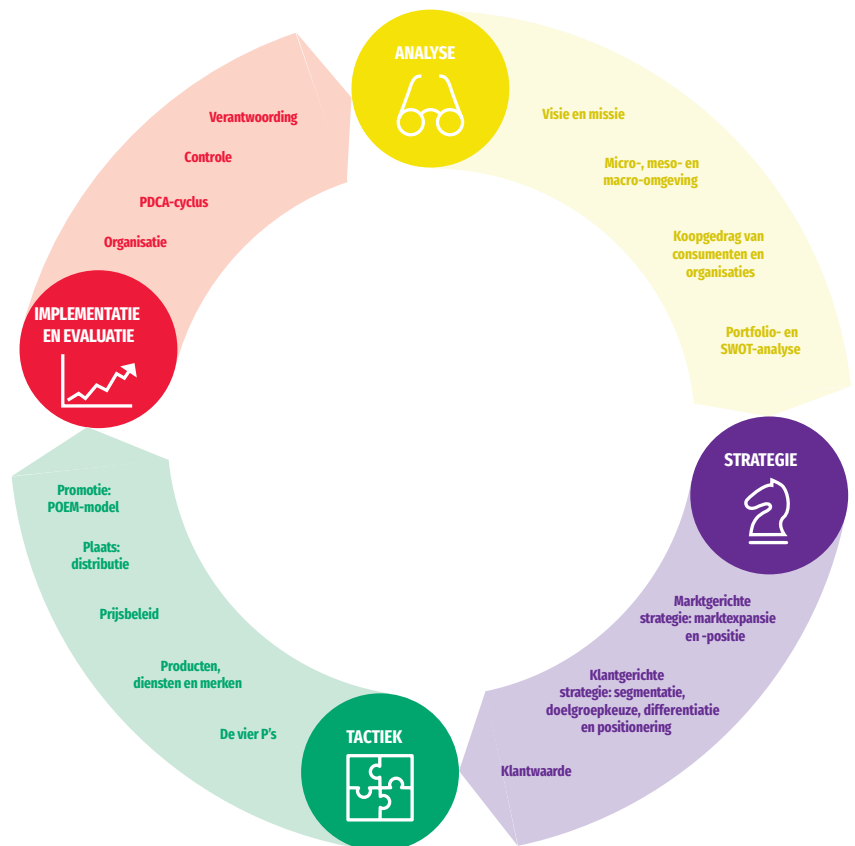 ANALYSE
Visie en missie
Micro-, meso- en
macro-omgeving
Koopgedrag van
consumenten en
organisaties
Portfolio- en
SWOT-analyse
STRATEGIE
Marktgerichte
strategie: marktexpansie
en -positie
Klantgerichte
strategie: segmentatie,
doelgroepkeuze, differentiatie
en positionering
Klantwaarde
TACTIEK
De vier P's
Producten,
diensten en merken
Prijsbeleid
Plaats:
distributie
Promotie:
POEM-model
IMPLEMENTATIE
EN EVALUATIE
Organisatie
PDCA-cyclus
Controle
Verantwoording